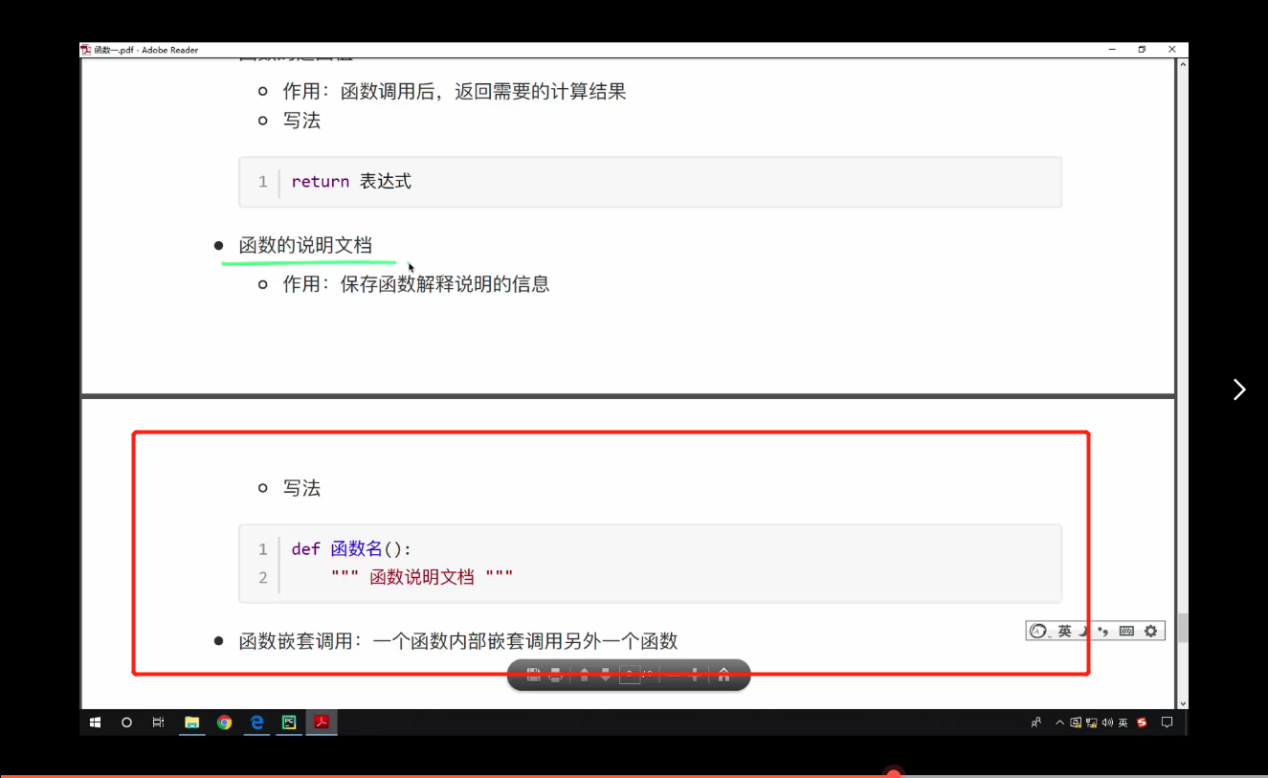 函数一.pdf - Adobe Reader
作用：函数调用后，返回需要的计算结果
写法
1 return 表达式
函数的说明文档
作用：保存函数解释说明的信息
写法
1 def 函数名():
2 """ 函数说明文档 """
函数嵌套调用：一个函数内部嵌套调用另外一个函数
英
英